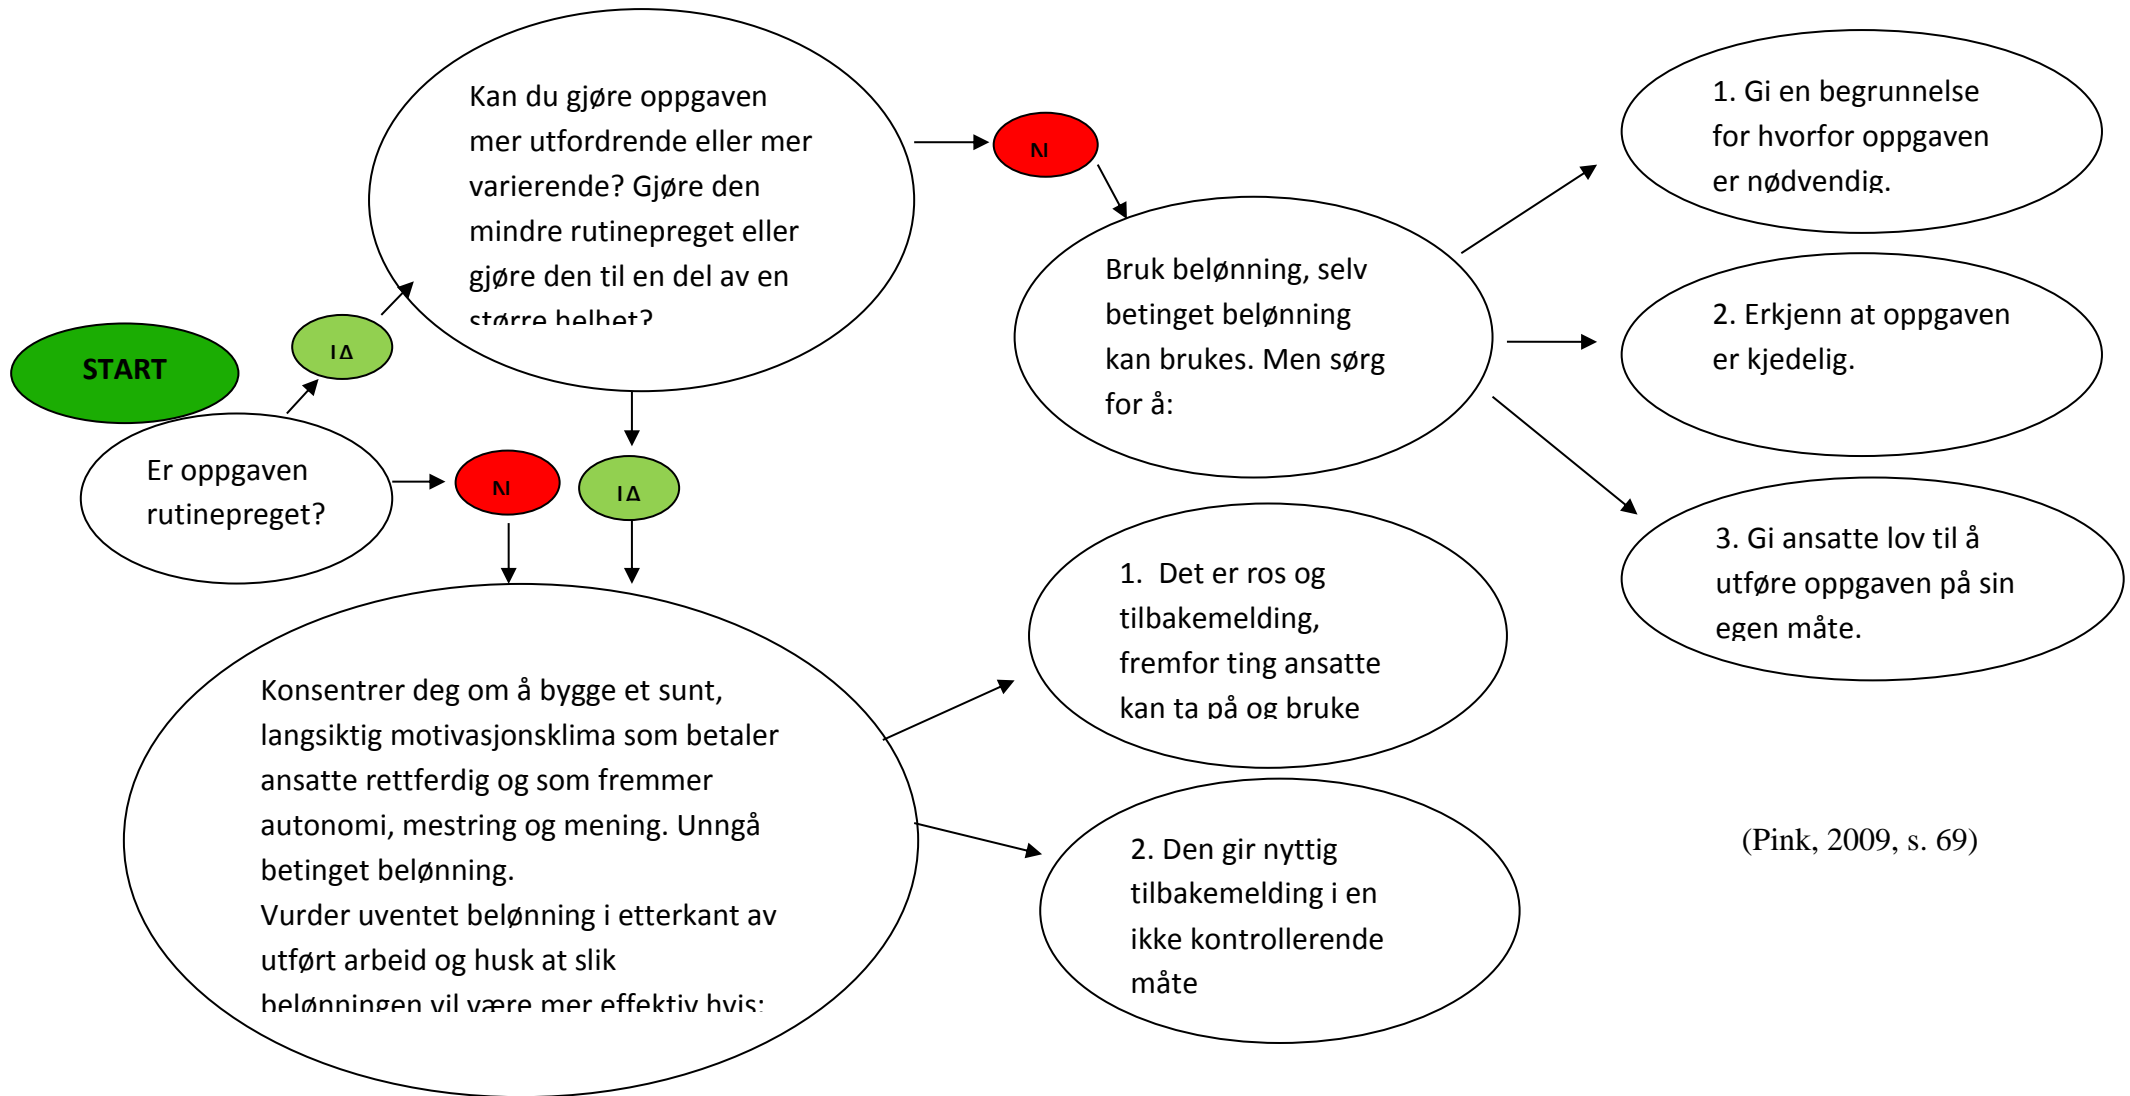 START
Er oppgaven
rutinepreget?
JA
N
Kan du gjøre oppgaven
mer utfordrende eller mer
varierende? Gjøre den
mindre rutinepreget eller
gjøre den til en del av en
større helhet?
N
JA
Bruk belønning, selv
betinget belønning
kan brukes. Men sørg
for å:
1. Gi en begrunnelse
for hvorfor oppgaven
er nødvendig.
2. Erkjenn at oppgaven
er kjedelig.
3. Gi ansatte lov til å
utføre oppgaven på sin
egen måte.
Konsentrer deg om å bygge et sunt,
langsiktig motivasjonsklima som betaler
ansatte rettferdig og som fremmer
autonomi, mestring og mening. Unngå
betinget belønning.
Vurder uventet belønning i etterkant av
utført arbeid og husk at slik
belønningen vil være mer effektiv hvis:
1. Det er ros og
tilbakemelding,
fremfor ting ansatte
kan ta på og bruke
2. Den gir nyttig
tilbakemelding i en
ikke kontrollerende
måte
(Pink, 2009, s. 69)